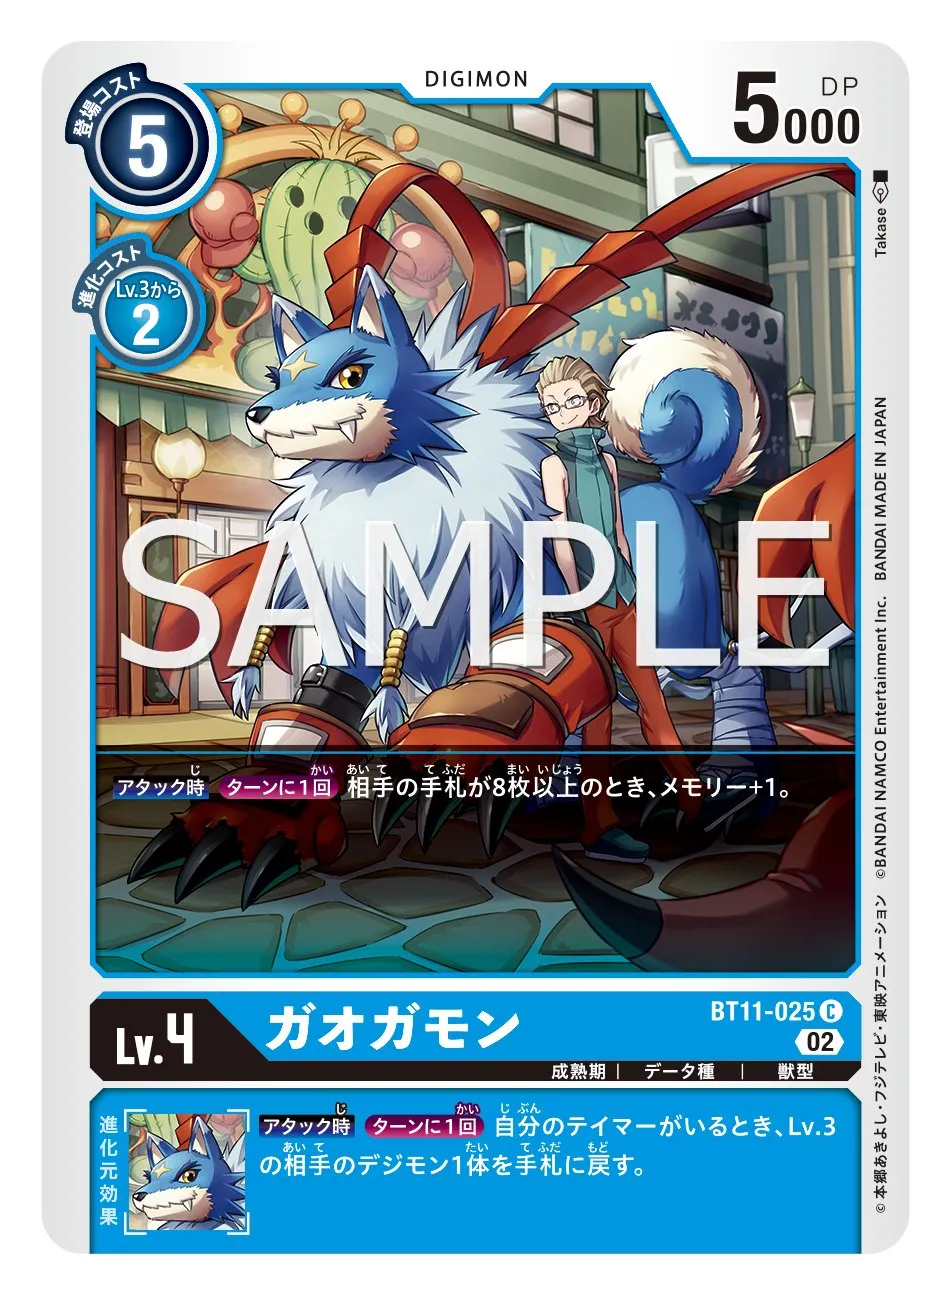 DIGIMON
登場コスト
5
DP
5000
進化コスト
Lv.3から
2
Takase
SAMPLE
アタック時 ターンに1回 相手の手札が8枚以上のとき、メモリー+1。
BANDAI MADE IN JAPAN
©BANDAI NAMCO Entertainment Inc.
©本郷あきよし・フジテレビ・東映アニメーション
Lv.4
ガオガモン
BT11-025 C
02
成熟期 | データ種 | 獣型
進化元効果
アタック時 ターンに1回 自分のテイマーがいるとき、Lv.3
の相手のデジモン1体を手札に戻す。